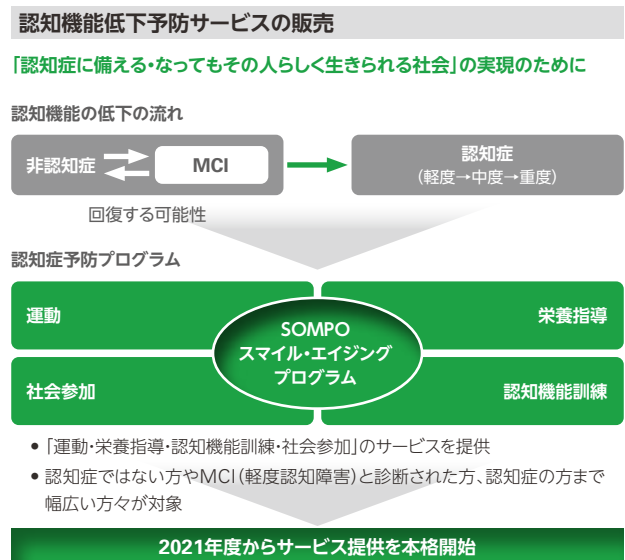 認知機能低下予防サービスの販売
「認知症に備える・なってもその人らしく生きられる社会」の実現のために
認知機能の低下の流れ
非認知症
MCI
認知症
(軽度→中度→重度)
回復する可能性
認知症予防プログラム
運動
栄養指導
SOMPO
スマイル・エイジング
プログラム
社会参加
認知機能訓練
• 「運動・栄養指導・認知機能訓練・社会参加」のサービスを提供
• 認知症ではない方やMCI(軽度認知障害)と診断された方、認知症の方まで
幅広い方々が対象
2021年度からサービス提供を本格開始